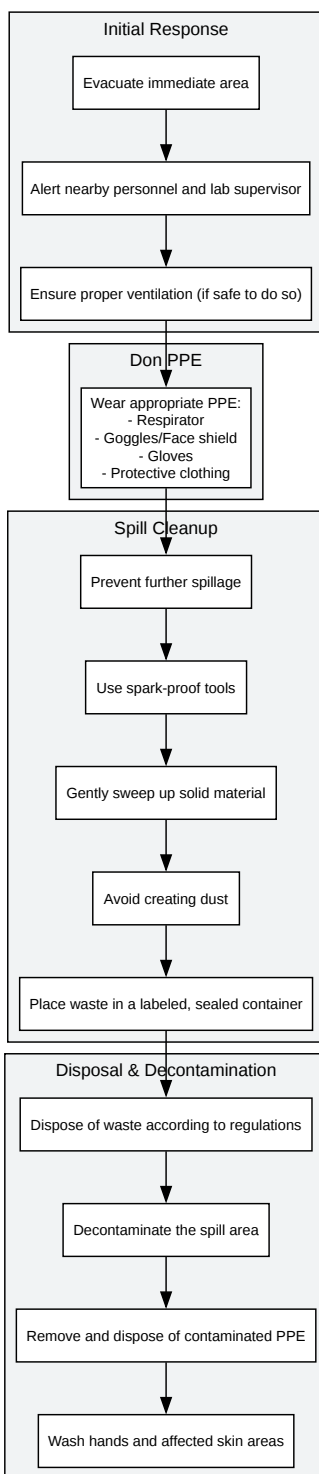 Initial Response
Evacuate immediate area
Alert nearby personnel and lab supervisor
Ensure proper ventilation (if safe to do so)
Don PPE
Wear appropriate PPE:
- Respirator
- Goggles/Face shield
- Gloves
- Protective clothing
Spill Cleanup
Prevent further spillage
Use spark-proof tools
Gently sweep up solid material
Avoid creating dust
Place waste in a labeled, sealed container
Disposal & Decontamination
Dispose of waste according to regulations
Decontaminate the spill area
Remove and dispose of contaminated PPE
Wash hands and affected skin areas